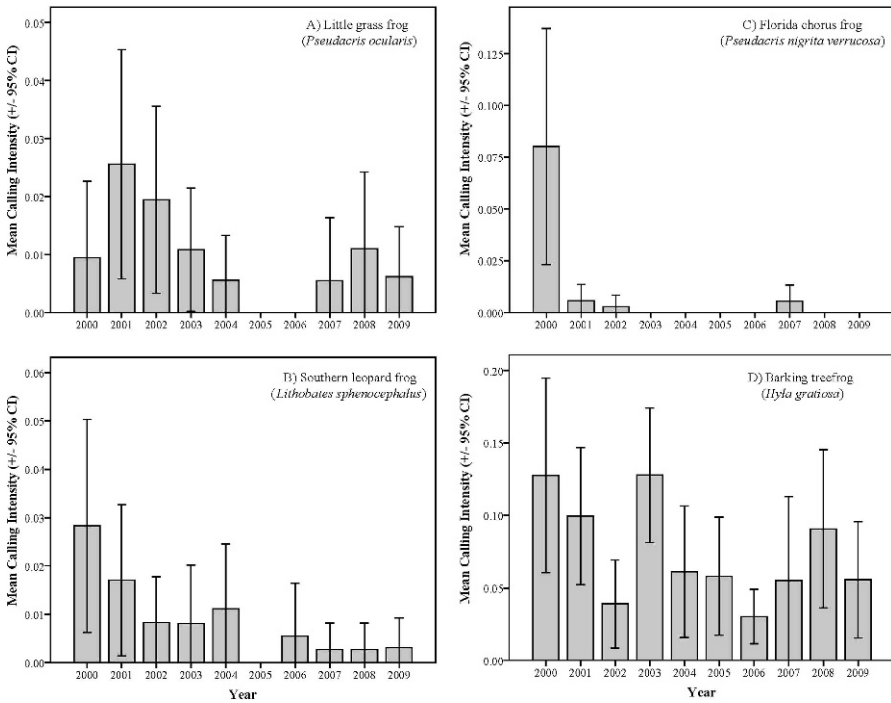 Mean Calling Intensity (+/- 95% CI)
0.05
0.04
0.03
0.02
0.01
0.00
A) Little grass frog
(Pseudacris ocularis)
2000 2001 2002 2003 2004 2005 2006 2007 2008 2009
Mean Calling Intensity (+/- 95% CI)
0.125
0.100
0.075
0.050
0.025
0.000
C) Florida chorus frog
(Pseudacris nigrita verrucosa)
2000 2001 2002 2003 2004 2005 2006 2007 2008 2009
Mean Calling Intensity (+/- 95% CI)
0.06
0.05
0.04
0.03
0.02
0.01
0.00
B) Southern leopard frog
(Lithobates sphenocephalus)
2000 2001 2002 2003 2004 2005 2006 2007 2008 2009
Year
Mean Calling Intensity (+/- 95% CI)
0.20
0.15
0.10
0.05
0.00
D) Barking treefrog
(Hyla gratiosa)
2000 2001 2002 2003 2004 2005 2006 2007 2008 2009
Year